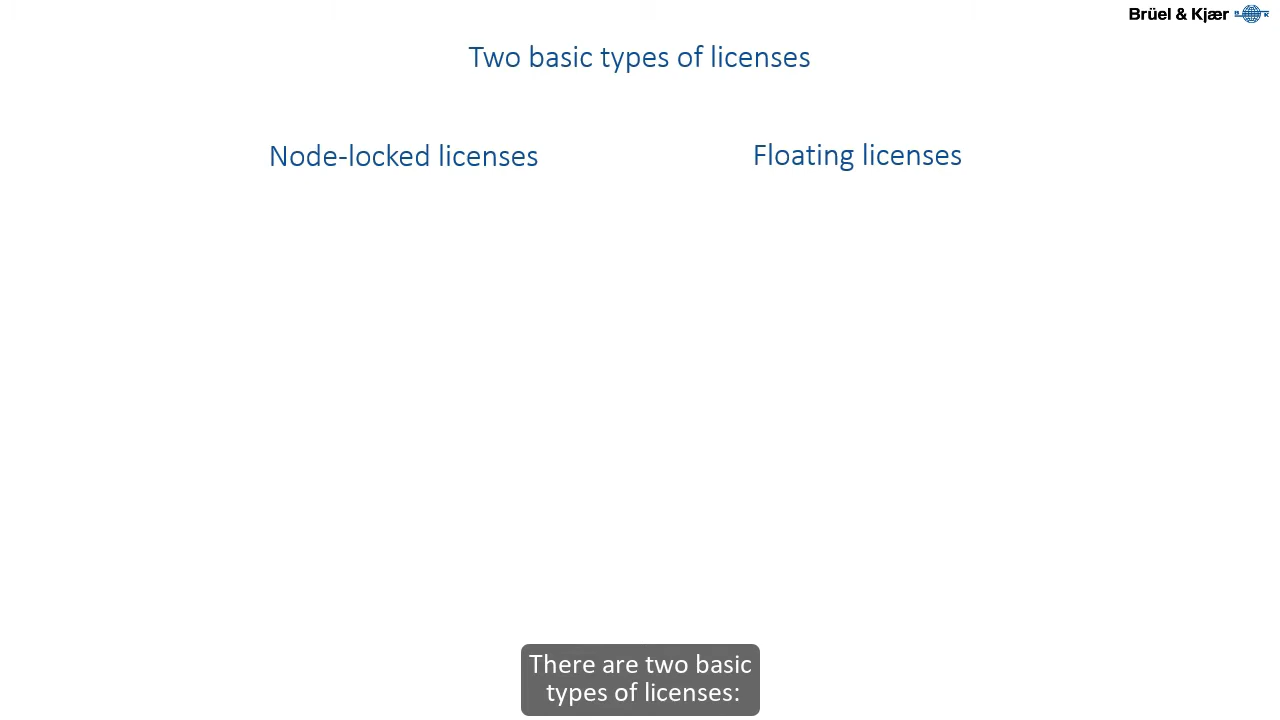 Brüel & Kjær
Two basic types of licenses
Node-locked licenses
Floating licenses
There are two basic
types of licenses: